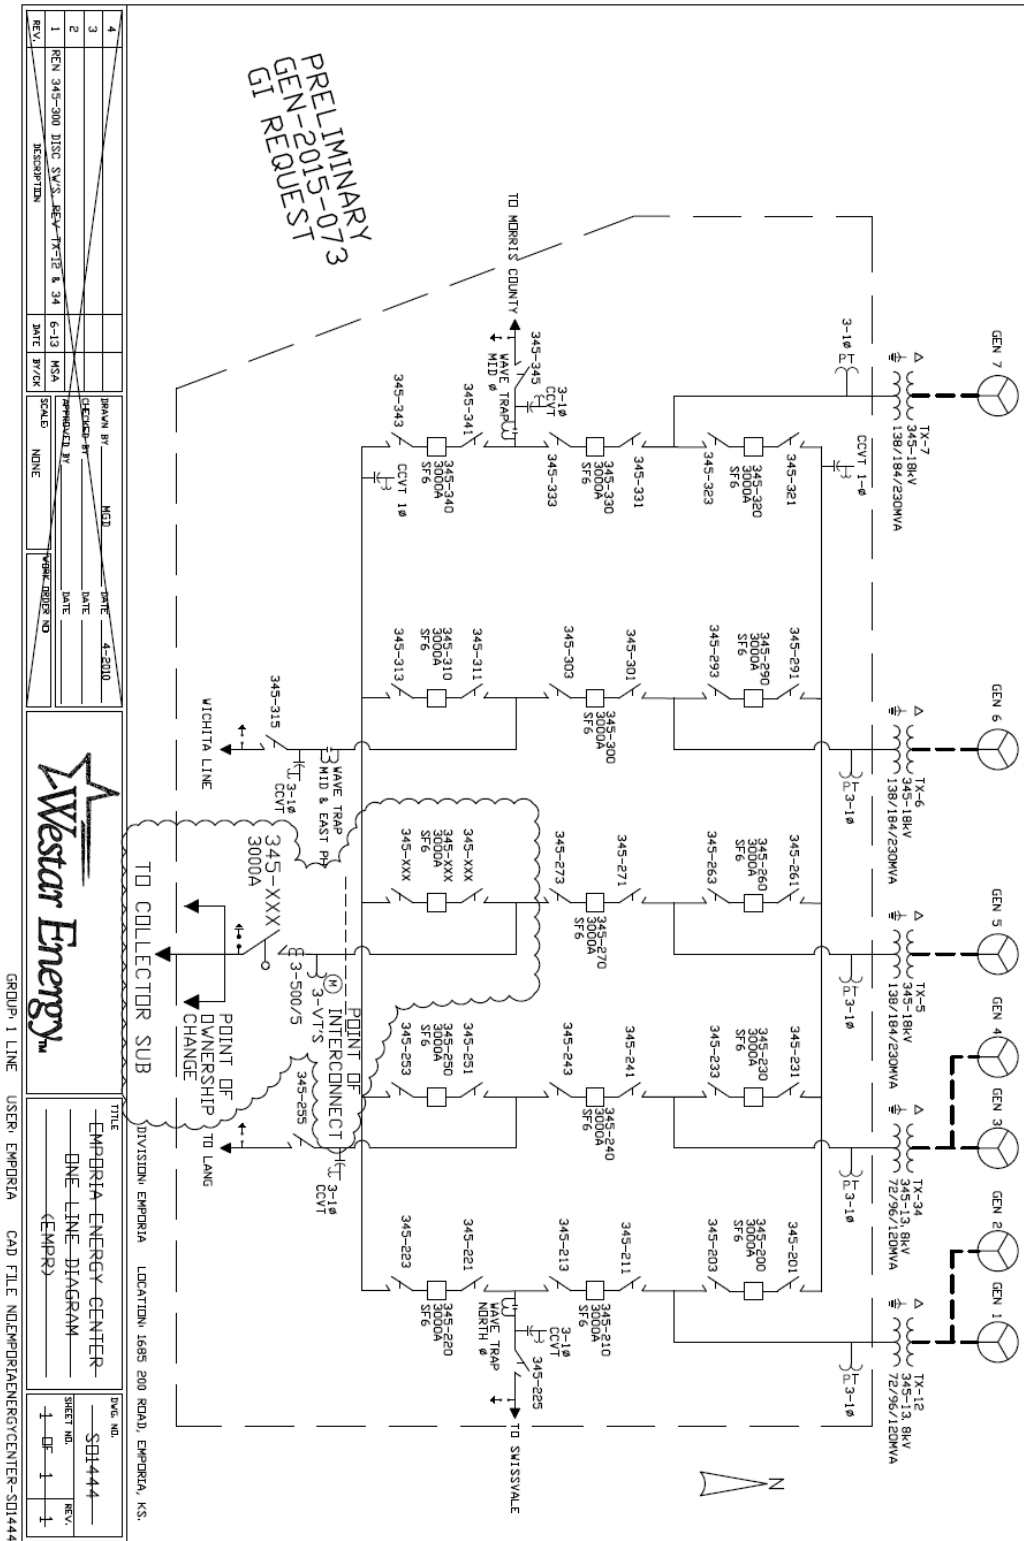 PRELIMINARY
GEN-2015-073
GI REQUEST
GEN 7
TX-7
345-18kV
138/184/230MVA
3-1Ø
PT
CCVT 1-Ø
GEN 6
TX-6
345-18kV
138/184/230MVA
3-1Ø
PT
GEN 5
TX-5
345-18kV
138/184/230MVA
3-1Ø
PT
GEN 4
GEN 3
TX-34
345-13.8kV
72/96/120MVA
3-1Ø
PT
GEN 2
GEN 1
TX-12
345-13.8kV
72/96/120MVA
3-1Ø
PT
N
345-321
345-320
3000A
SF6
345-323
345-331
345-330
3000A
SF6
345-333
345-341
345-340
3000A
SF6
345-343
CCVT 1Ø
TO MORRIS COUNTY
345-345
WAVE TRAP
MID Ø
3-1Ø
CCVT
345-291
345-290
3000A
SF6
345-293
345-301
345-300
3000A
SF6
345-303
345-311
345-310
3000A
SF6
345-313
345-315
WICHITA LINE
WAVE TRAP
MID & EAST PH
3-1Ø
CCVT
345-261
345-260
3000A
SF6
345-263
345-271
345-270
3000A
SF6
345-273
345-XXX
345-XXX
3000A
SF6
345-XXX
345-XXX
3000A
3-500/5
3-VT'S
M
POINT OF
INTERCONNECT
POINT OF
OWNERSHIP
CHANGE
TO COLLECTOR SUB
345-231
345-230
3000A
SF6
345-233
345-241
345-240
3000A
SF6
345-243
345-251
345-250
3000A
SF6
345-253
345-255
TO LANG
3-1Ø
CCVT
345-201
345-200
3000A
SF6
345-203
345-211
345-210
3000A
SF6
345-213
345-221
345-220
3000A
SF6
345-223
WAVE TRAP
NORTH Ø
3-1Ø
CCVT
345-225
TO SWISSVALE
DIVISION: EMPORIA LOCATION: 1685 200 ROAD, EMPORIA, KS.
4
3
2
1 REN 345-300 DISC SW'S, REV TX-12 & 34 6-13 MSA
REV. DESCRIPTION DATE BY/CK
DRAWN BY MGD DATE 4-2010
CHECKED BY DATE
APPROVED BY DATE
SCALE: NONE WORK ORDER NO
Westar Energy™
TITLE
EMPORIA ENERGY CENTER
ONE LINE DIAGRAM
(EMPR)
DWG. NO.
SO1444
SHEET NO. REV.
1 OF 1 1
GROUP: 1 LINE USER: EMPORIA CAD FILE NO:EMPORIAENERGYCENTER-SO1444